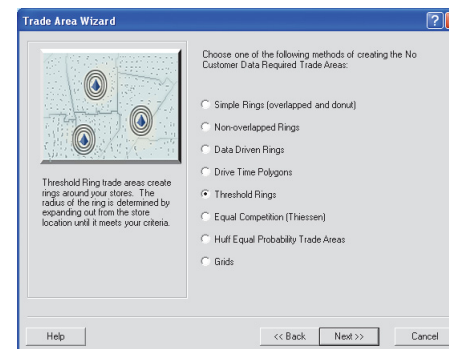 Trade Area Wizard
?
Choose one of the following methods of creating the No
Customer Data Required Trade Areas:
Simple Rings (overlapped and donut)
Non-overlapped Rings
Data Driven Rings
Drive Time Polygons
Threshold Rings
Equal Competition (Thiessen)
Huff Equal Probability Trade Areas
Grids
Threshold Ring trade areas create
rings around your stores. The
radius of the ring is determined by
expanding out from the store
location until it meets your criteria.
Help
<< Back
Next >>
Cancel